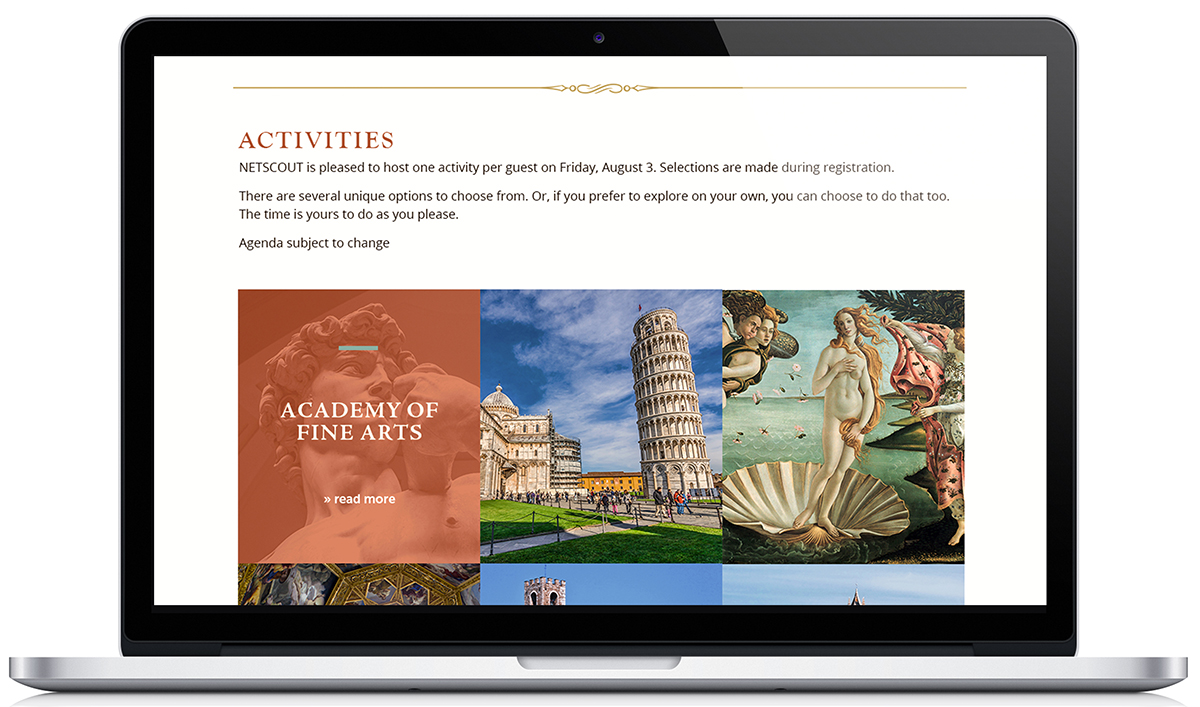 ACTIVITIES
NETSCOUT is pleased to host one activity per guest on Friday, August 3. Selections are made during registration.
There are several unique options to choose from. Or, if you prefer to explore on your own, you can choose to do that too.
The time is yours to do as you please.
Agenda subject to change
ACADEMY OF
FINE ARTS
» read more